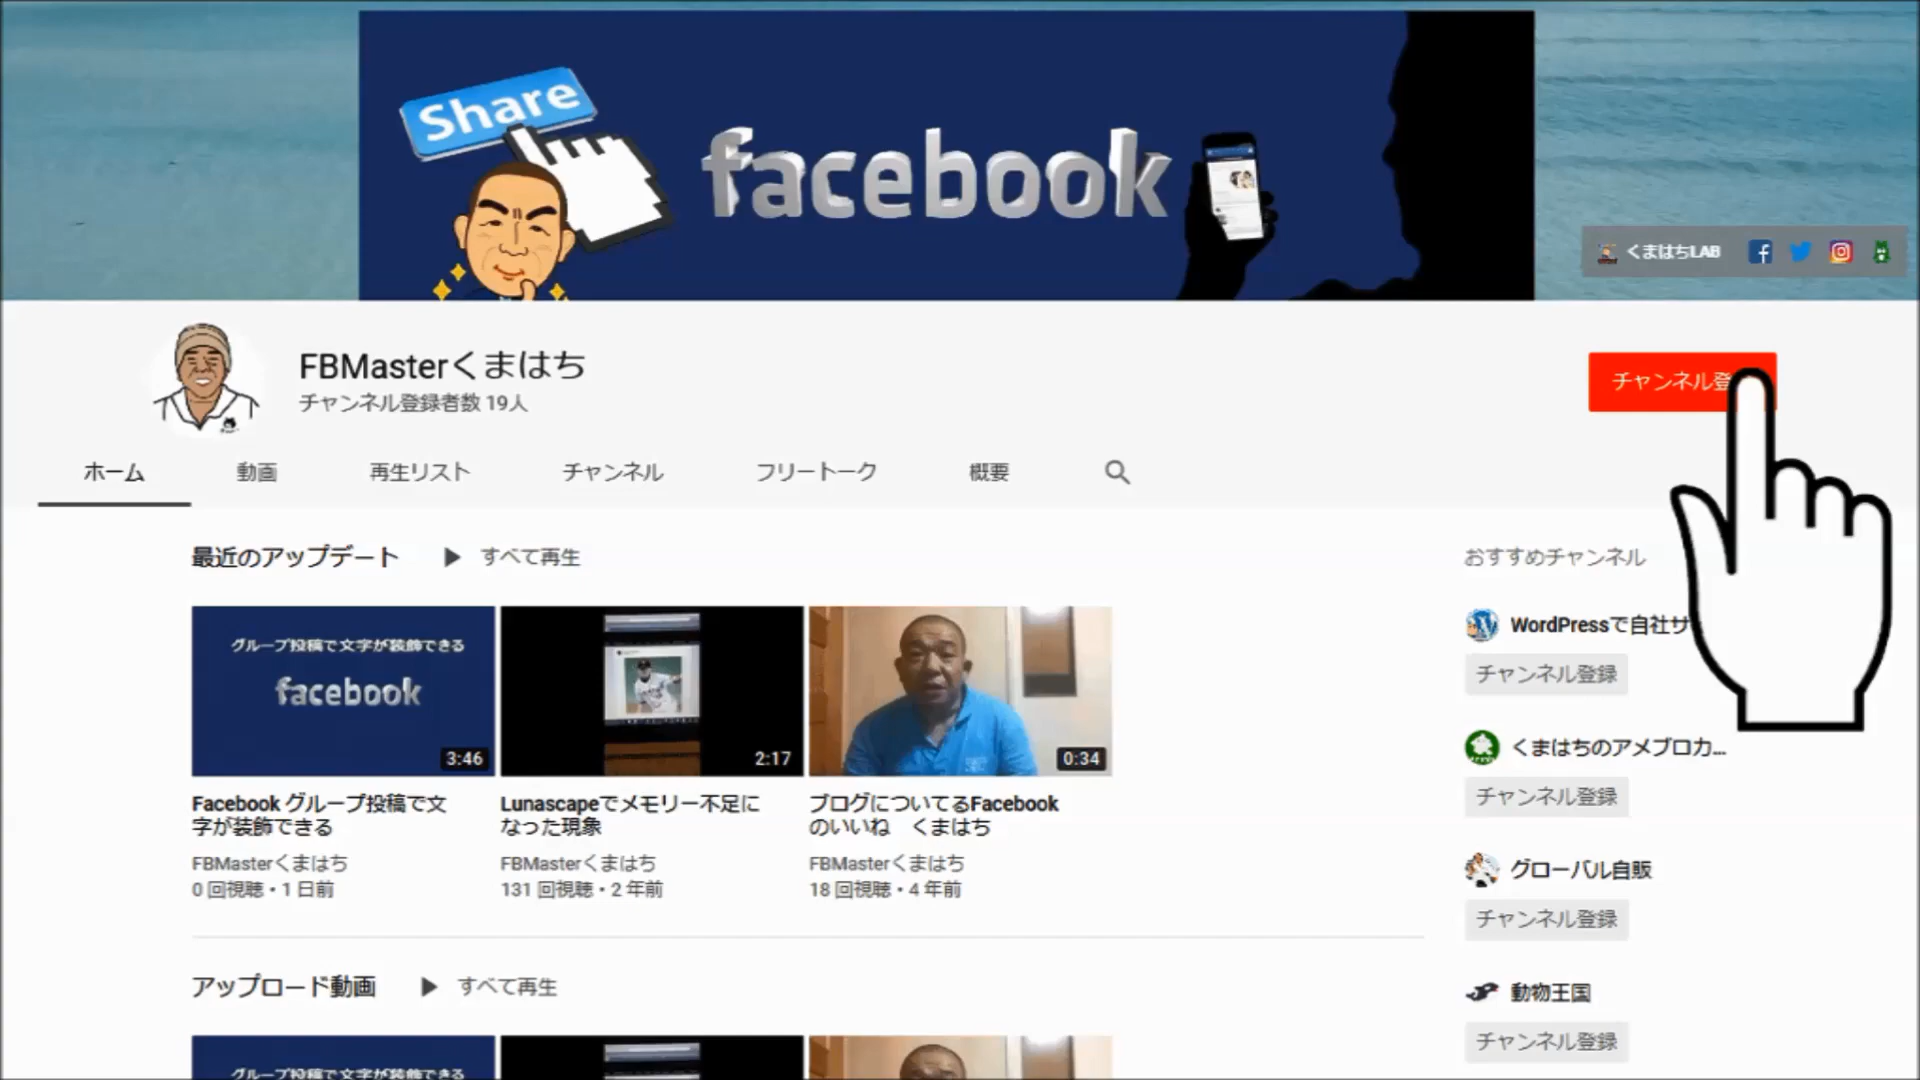 Share
facebook
くまはちLAB
FBMasterくまはち
チャンネル登録者数 19人
チャンネル登
ホーム
動画
再生リスト
チャンネル
フリートーク
概要
最近のアップデート
すべて再生
おすすめチャンネル
グループ投稿で文字が装飾できる
facebook
3:46
2:17
0:34
Facebook グループ投稿で文
字が装飾できる
FBMasterくまはち
0 回視聴・1 日前
Lunascapeでメモリー不足に
なった現象
FBMasterくまはち
131 回視聴・2 年前
ブログについてるFacebook
のいいね　くまはち
FBMasterくまはち
18 回視聴・4 年前
WordPressで自社サ
チャンネル登録
くまはちのアメブロカ...
チャンネル登録
グローバル自販
チャンネル登録
動物王国
チャンネル登録
アップロード動画
すべて再生
グループ投稿で文字が装飾できる